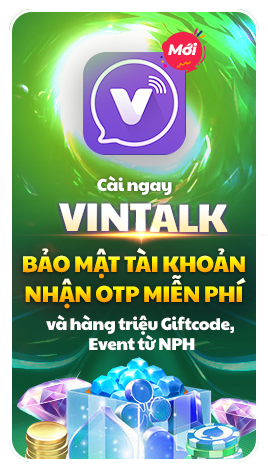 Mới
V
Cài ngay
VINTALK
BẢO MẬT TÀI KHOẢN
NHẬN OTP MIỄN PHÍ
và hàng triệu Giftcode,
Event từ NPH